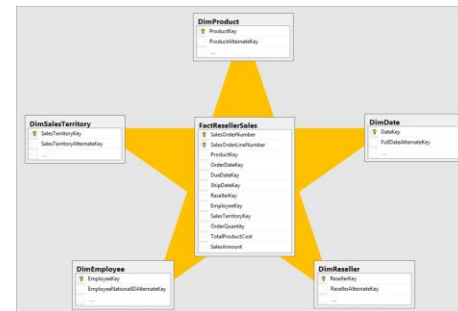 DimProduct
ProductKey
ProductAlternateKey
...
DimSalesTerritory
SalesTerritoryKey
SalesTerritoryAlternateKey
...
FactResellerSales
SalesOrderNumber
SalesOrderLineNumber
ProductKey
OrderDateKey
DueDateKey
ShipDateKey
ResellerKey
EmployeeKey
SalesTerritoryKey
OrderQuantity
TotalProductCost
SalesAmount
DimDate
DateKey
FullDateAlternateKey
...
DimEmployee
EmployeeKey
EmployeeNationalIDAlternateKey
...
DimReseller
ResellerKey
ResellerAlternateKey
...